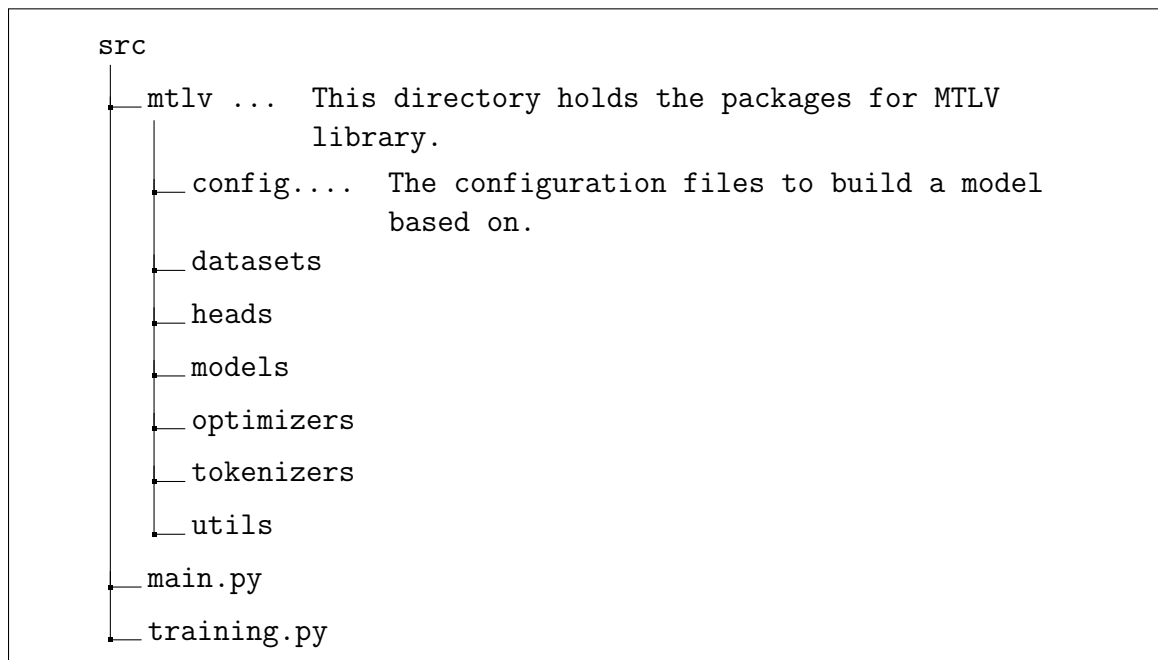 src
mtlv ... This directory holds the packages for MTLV
library.
config.... The configuration files to build a model
based on.
datasets
heads
models
optimizers
tokenizers
utils
main.py
training.py